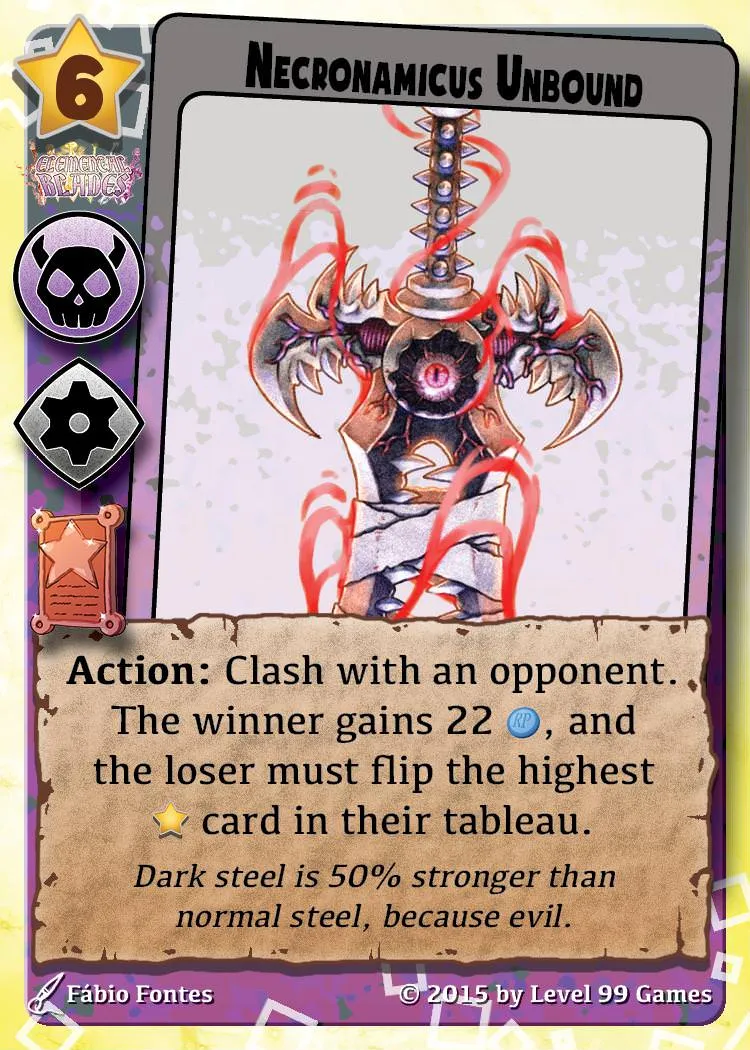 6
Necronamicus Unbound
ELEMENTAL
BLADES
Action: Clash with an opponent.
The winner gains 22 RP, and
the loser must flip the highest
card in their tableau.
Dark steel is 50% stronger than
normal steel, because evil.
Fábio Fontes
© 2015 by Level 99 Games